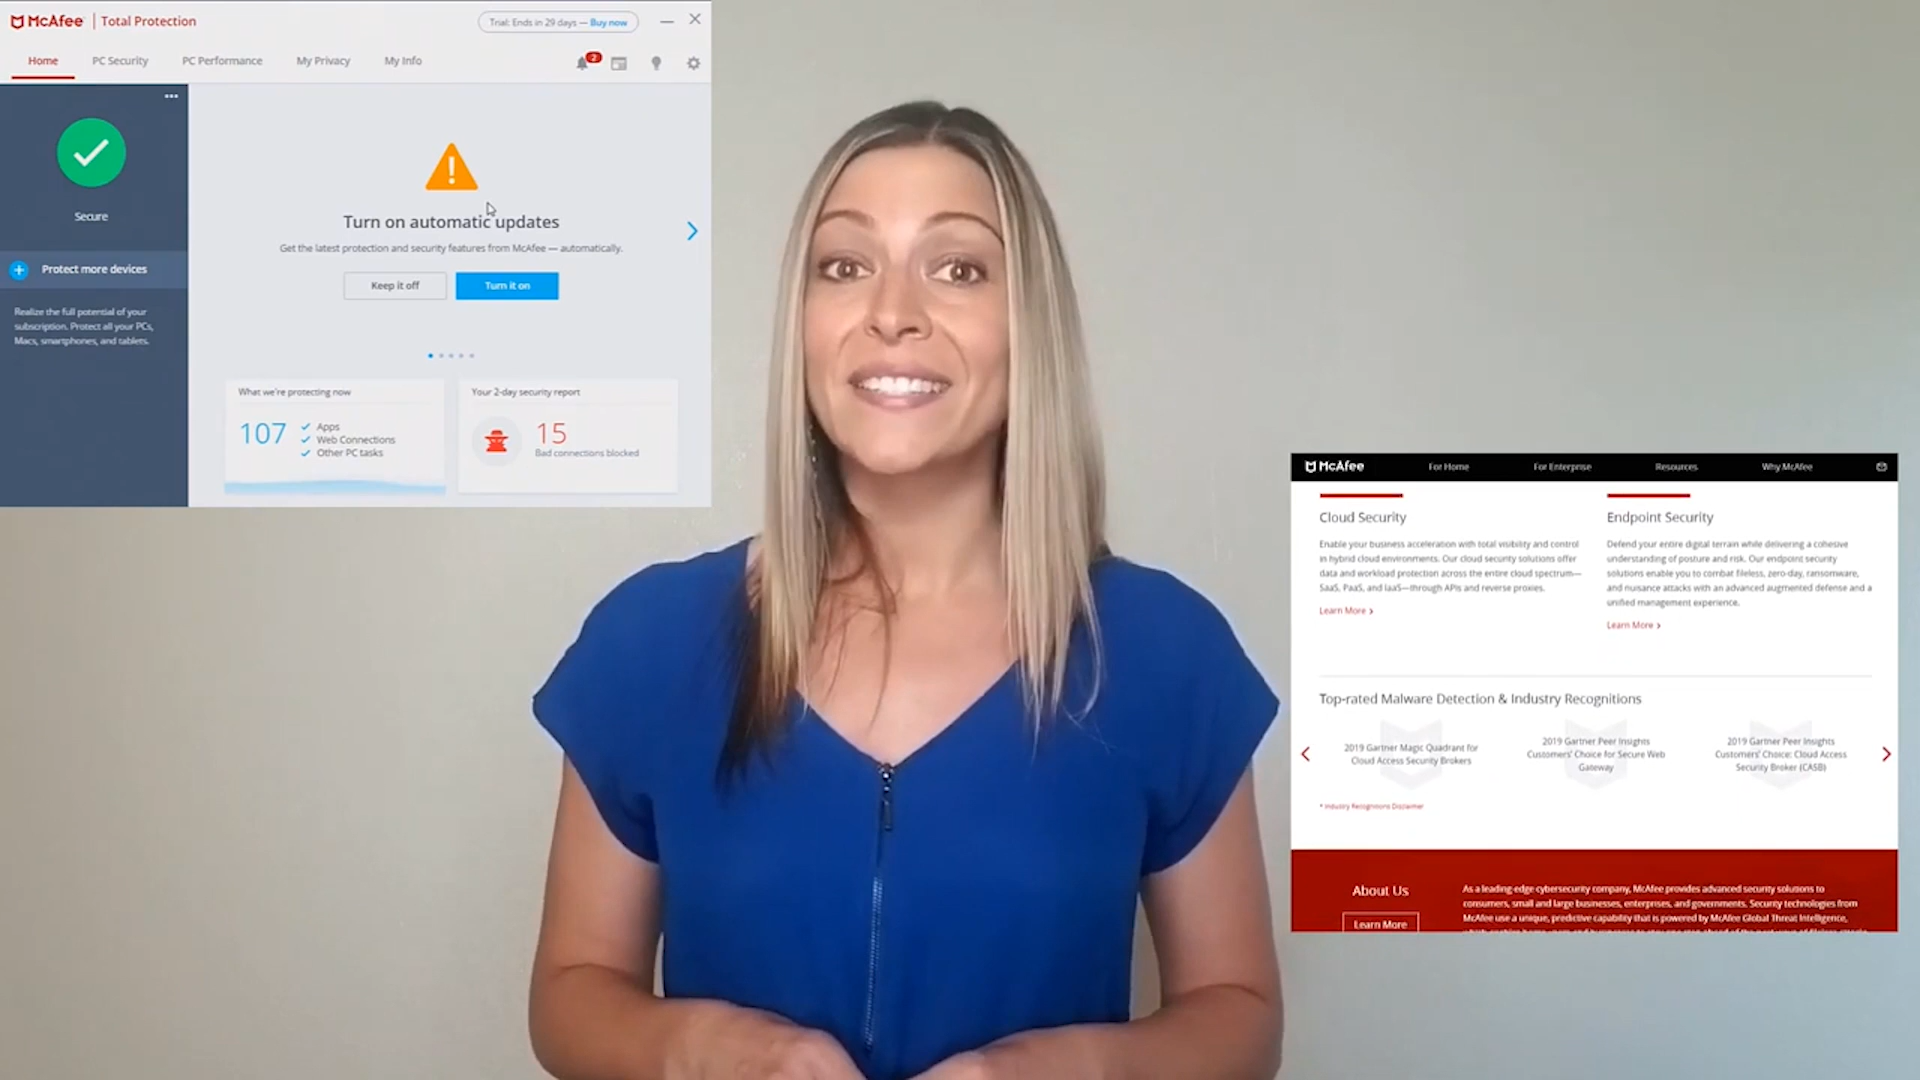 McAfee | Total Protection
Trial: Ends in 29 days — Buy now
Home
PC Security
PC Performance
My Privacy
My Info
2
Secure
Protect more devices
Realize the full potential of your
subscription. Protect all your PCs,
Macs, smartphones, and tablets.
Turn on automatic updates
Get the latest protection and security features from McAfee — automatically.
Keep it off
Turn it on
What we're protecting now
107
Apps
Web Connections
Other PC tasks
Your 2-day security report
15
Bad connections blocked
McAfee
For Home
For Enterprise
Resources
Why McAfee
Cloud Security
Enable your business acceleration with total visibility and control
in hybrid cloud environments. Our cloud security solutions offer
data and workload protection across the entire cloud spectrum—
SaaS, PaaS, and IaaS—through APIs and reverse proxies.
Learn More
Endpoint Security
Defend your entire digital terrain while delivering a cohesive
understanding of posture and risk. Our endpoint security
solutions enable you to combat fileless, zero-day, ransomware,
and nuisance attacks with an advanced augmented defense and a
unified management experience.
Learn More
Top-rated Malware Detection & Industry Recognitions
2019 Gartner Magic Quadrant for
Cloud Access Security Brokers
2019 Gartner Peer Insights
Customers' Choice for Secure Web
Gateway
2019 Gartner Peer Insights
Customers' Choice: Cloud Access
Security Broker (CASB)
* Industry Recognitions Disclaimer
About Us
Learn More
As a leading-edge cybersecurity company, McAfee provides advanced security solutions to
consumers, small and large businesses, enterprises, and governments. Security technologies from
McAfee use a unique, predictive capability that is powered by McAfee Global Threat Intelligence,